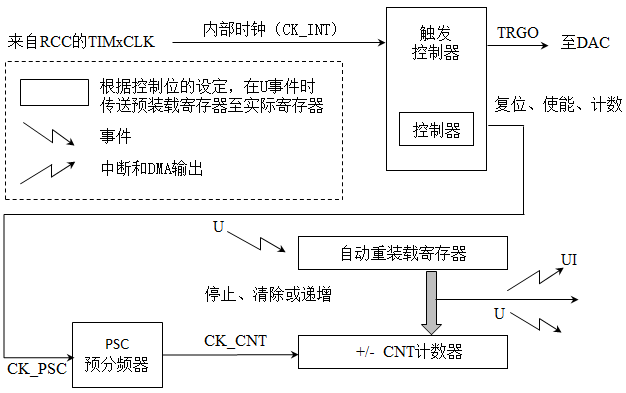 来自RCC的TIMxCLK
内部时钟（CK_INT）
触发
控制器
TRGO
至DAC
根据控制位的设定，在U事件时
传送预装载寄存器至实际寄存器
事件
中断和DMA输出
控制器
复位、使能、计数
U
自动重装载寄存器
UI
停止、清除或递增
U
PSC
预分频器
CK_CNT
+/- CNT计数器
CK_PSC